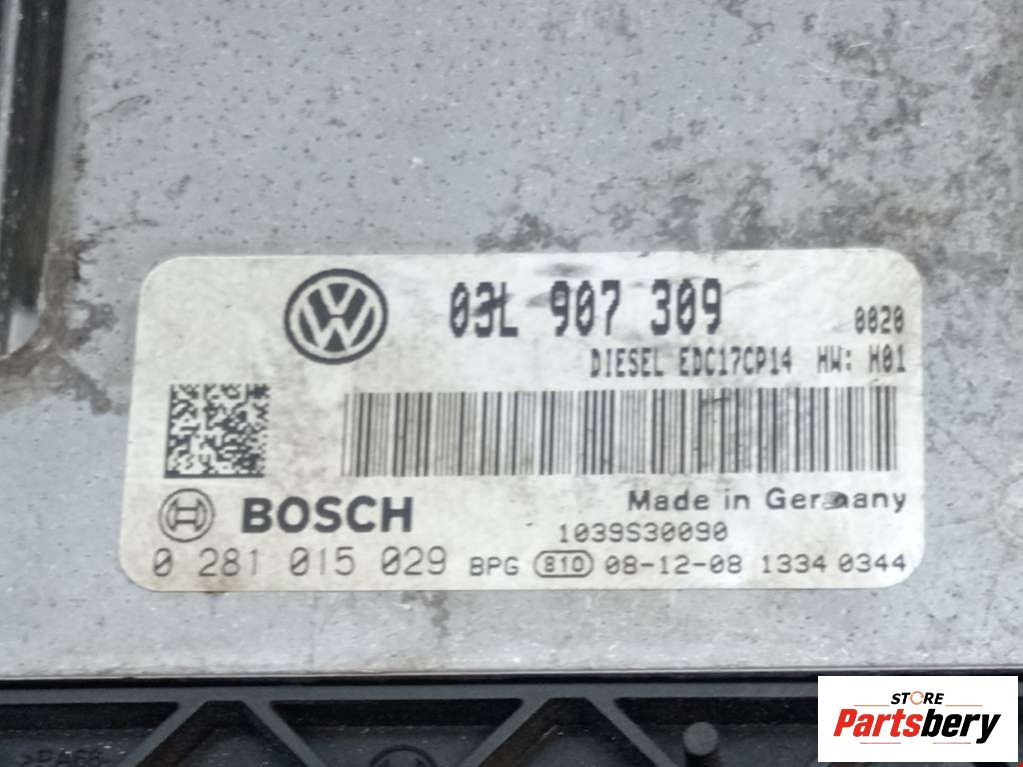 03L 907 309
0020
DIESEL EDC17CP14 HW: H01
BOSCH
Made in Germany
1039S30090
0 281 015 029 BPG 810 08-12-08 1334 0344
STORE
Partsbery